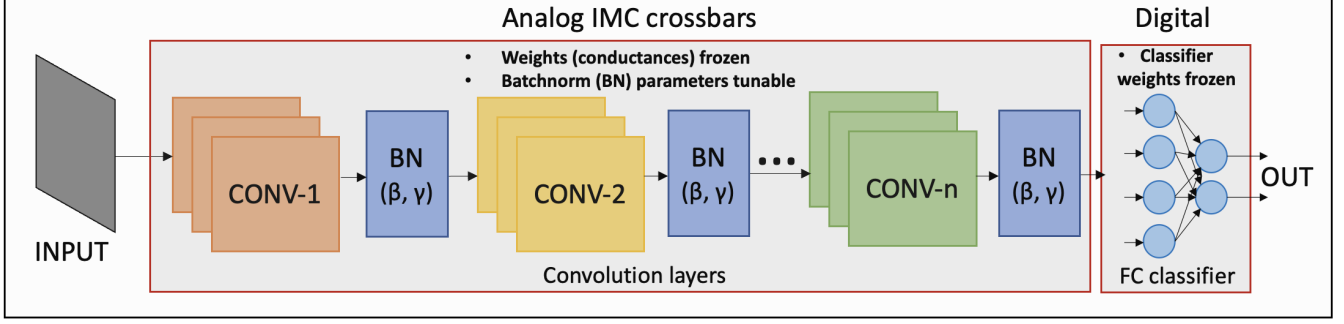 Analog IMC crossbars
Digital
• Weights (conductances) frozen
• Batchnorm (BN) parameters tunable
• Classifier
weights frozen
INPUT
CONV-1
BN
(β, γ)
CONV-2
BN
(β, γ)
....
CONV-n
BN
(β, γ)
OUT
Convolution layers
FC classifier